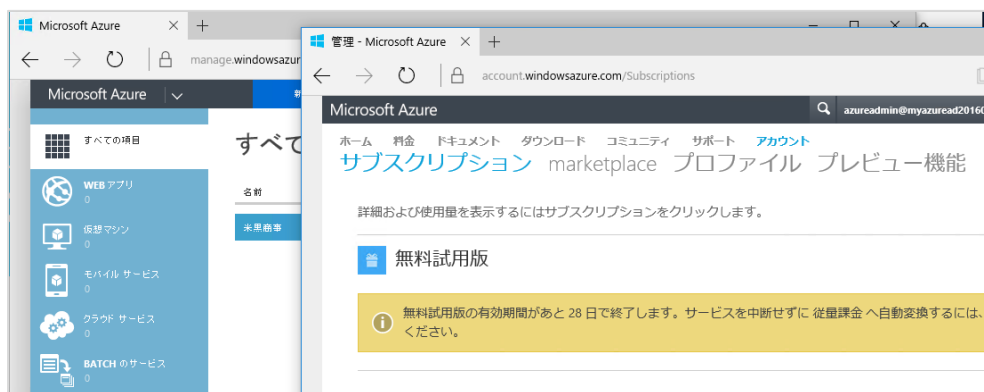 Microsoft Azure
manage.windowsazur
Microsoft Azure
すべての項目
WEB アプリ
0
仮想マシン
0
モバイル サービス
0
クラウド サービス
0
BATCH のサービス
0
すべて
名前
米黒商事
管理 - Microsoft Azure
account.windowsazure.com/Subscriptions
Microsoft Azure
azureadmin@myazuread2016
ホーム 料金 ドキュメント ダウンロード コミュニティ サポート アカウント
サブスクリプション marketplace プロファイル プレビュー機能
詳細および使用量を表示するにはサブスクリプションをクリックします。
無料試用版
無料試用版の有効期間があと 28 日で終了します。サービスを中断せずに 従量課金 へ自動変換するには、
ください。